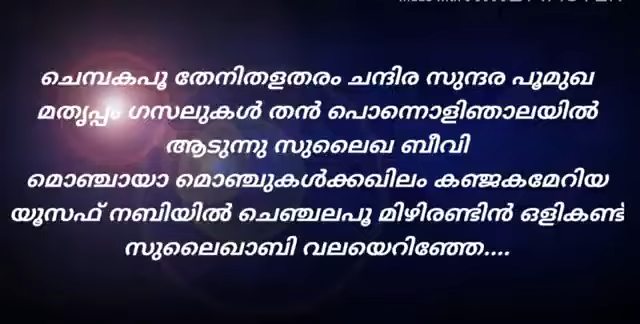 ചെമ്പകപൂ തേനിതളതരം ചന്ദിര സുന്ദര പൂമുഖ
മതൃപ്പം ഗസലുകൾ തൻ പൊന്നൊളിഞാലയിൽ
ആടുന്നു സുലൈഖ ബീവി
മൊഞ്ചായാ മൊഞ്ചുകൾക്കഖിലം കഞ്ജകമേറിയ
യൂസഫ് നബിയിൽ ചെഞ്ചലപൂ മിഴിരണ്ടിൻ ഒളികണ്ട്
സുലൈഖാബി വലയെറിഞ്ഞേ....